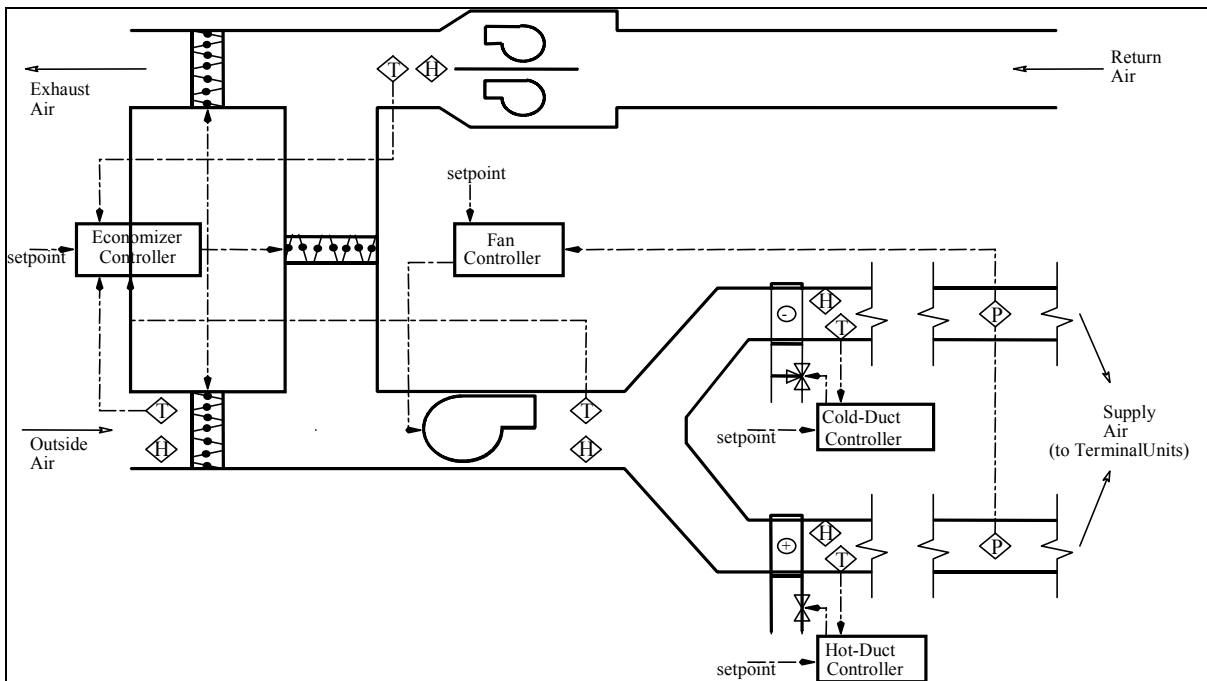 T
H
Return
Air
Exhaust
Air
setpoint
Economizer
Controller
setpoint
Fan
Controller
H
-
T
P
T
H
Outside
Air
T
H
setpoint
Cold-Duct
Controller
Supply
Air
(to TerminalUnits)
H
+
T
P
setpoint
Hot-Duct
Controller